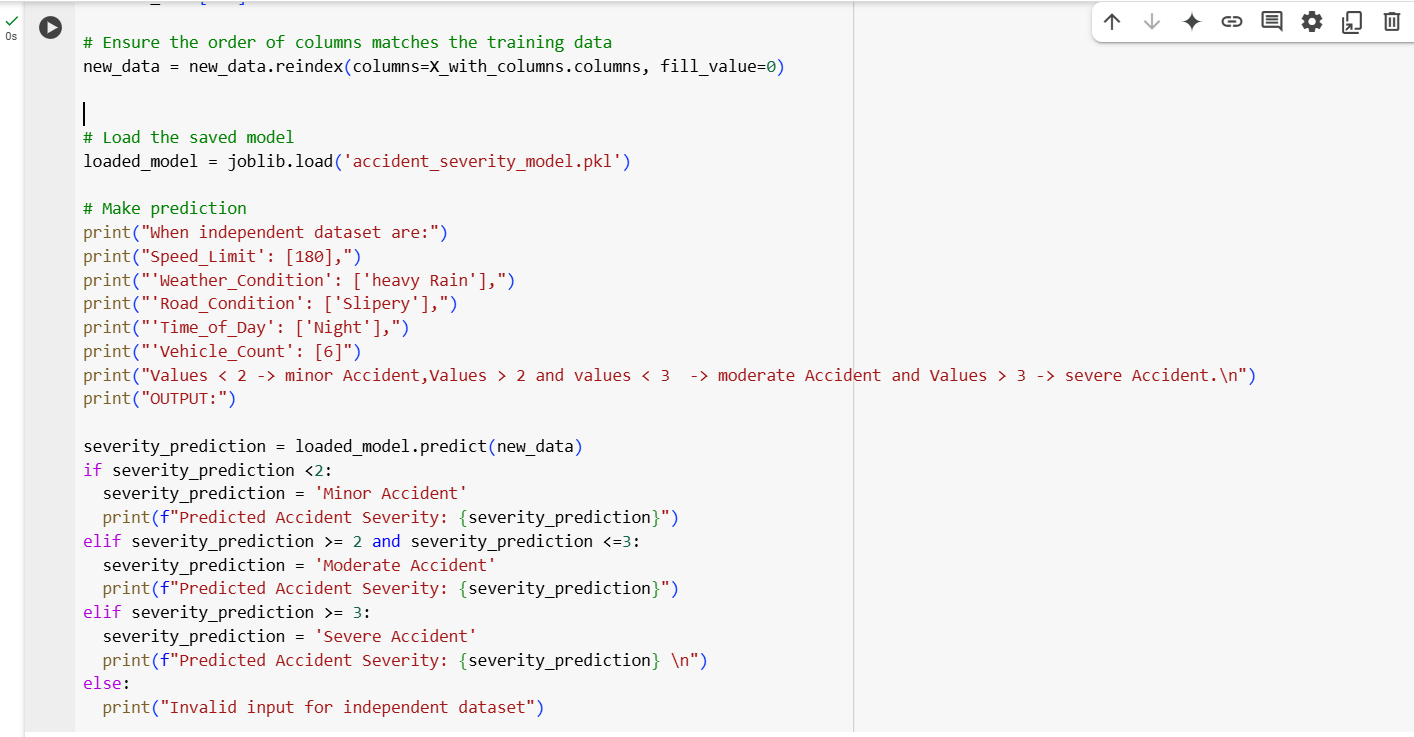 0s
# Ensure the order of columns matches the training data
new_data = new_data.reindex(columns=X_with_columns.columns, fill_value=0)
# Load the saved model
loaded_model = joblib.load('accident_severity_model.pkl')
# Make prediction
print("When independent dataset are:")
print("Speed_Limit': [180],")
print("'Weather_Condition': ['heavy Rain'],")
print("'Road_Condition': ['Slipery'],")
print("'Time_of_Day': ['Night'],")
print("'Vehicle_Count': [6]")
print("Values < 2 -> minor Accident,Values > 2 and values < 3  -> moderate Accident and Values > 3 -> severe Accident.\n")
print("OUTPUT:")
severity_prediction = loaded_model.predict(new_data)
if severity_prediction <2:
  severity_prediction = 'Minor Accident'
  print(f"Predicted Accident Severity: {severity_prediction}")
elif severity_prediction >= 2 and severity_prediction <=3:
  severity_prediction = 'Moderate Accident'
  print(f"Predicted Accident Severity: {severity_prediction}")
elif severity_prediction >= 3:
  severity_prediction = 'Severe Accident'
  print(f"Predicted Accident Severity: {severity_prediction} \n")
else:
  print("Invalid input for independent dataset")